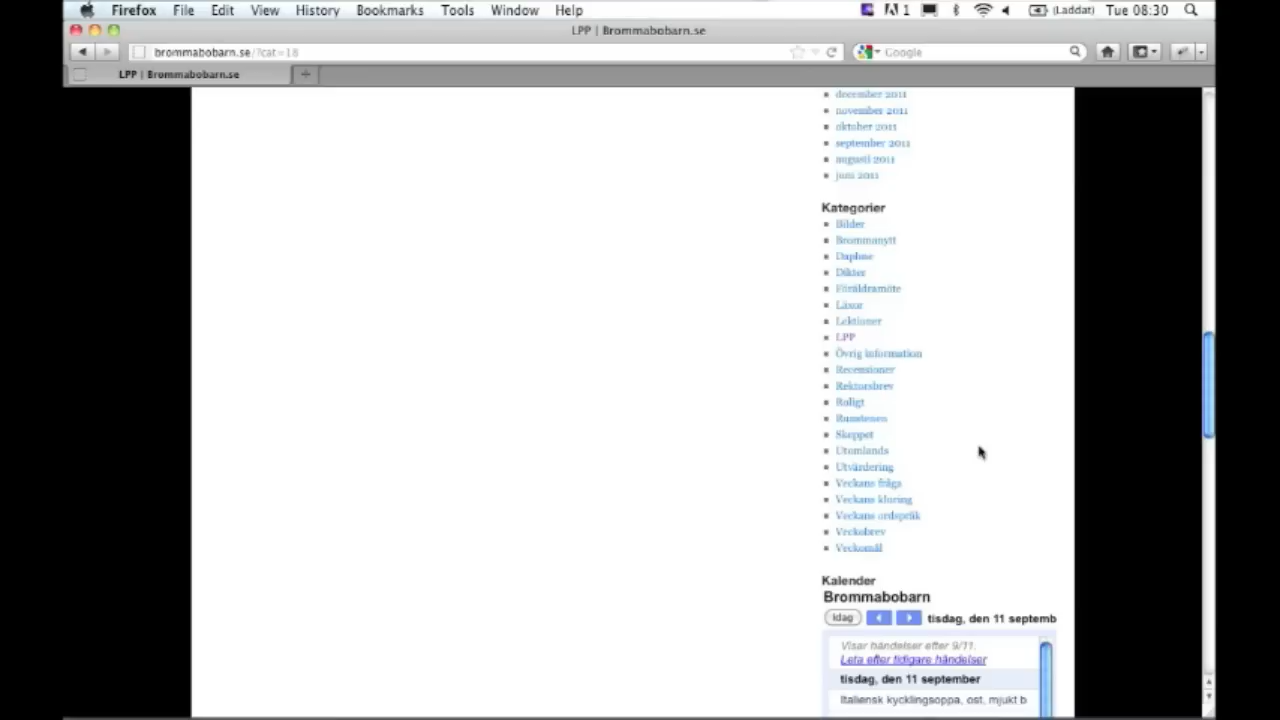 Firefox File Edit View History Bookmarks Tools Window Help 1 (Laddat) Tue 08:30
LPP | Brommabobarn.se
brommabobarn.se/?cat=18 Google
LPP | Brommabobarn.se +
december 2011
november 2011
oktober 2011
september 2011
augusti 2011
juni 2011
Kategorier
Bilder
Brommanytt
Daphne
Dikter
Föräldramöte
Läxor
Lektioner
LPP
Övrig information
Recensioner
Rektorsbrev
Roligt
Runstenen
Skeppet
Utomlands
Utvärdering
Veckans fråga
Veckans kluring
Veckans ordspråk
Veckobrev
Veckomål
Kalender
Brommabobarn
Idag tisdag, den 11 septemb
Visar händelser efter 9/11.
Leta efter tidigare händelser
tisdag, den 11 september
Italiensk kycklingsoppa, ost, mjukt b